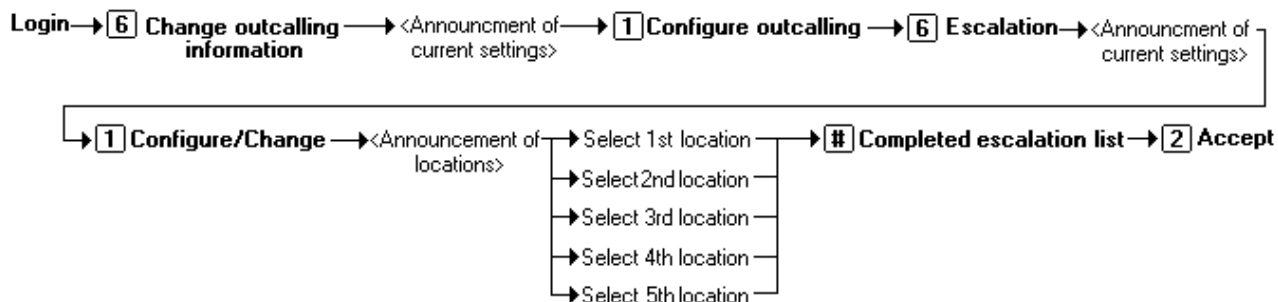 Login 6 Change outcalling information <Announcment of current settings> 1 Configure outcalling 6 Escalation <Announcment of current settings>
1 Configure/Change <Announcement of locations> Select 1st location # Completed escalation list 2 Accept
Select 2nd location
Select 3rd location
Select 4th location
Select 5th location